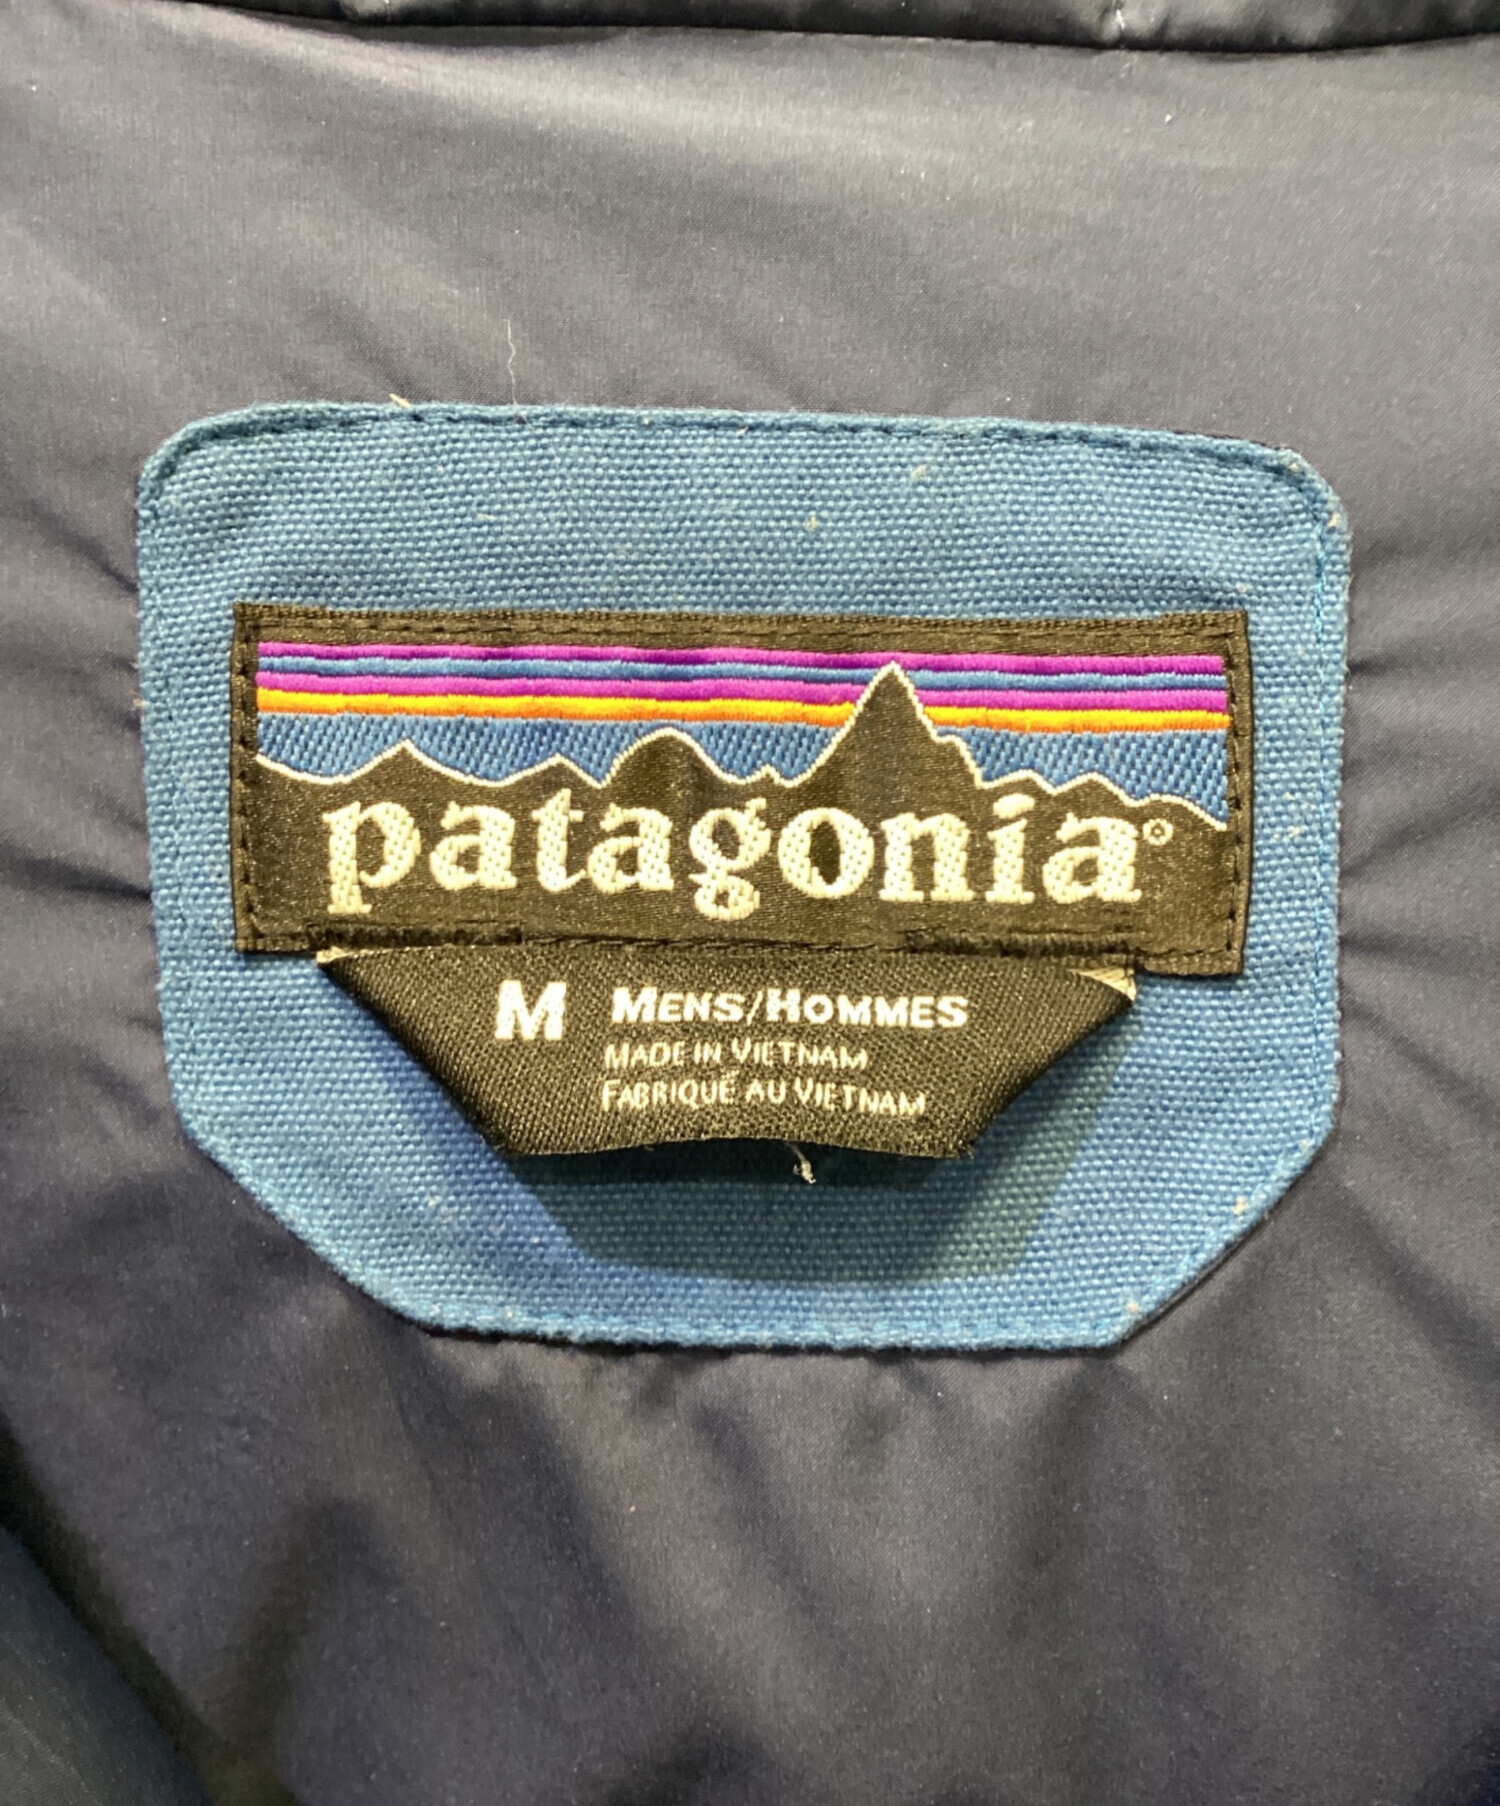 patagonia®
M MENS/HOMMES
MADE IN VIETNAM
FABRIQUÉ AU VIETNAM